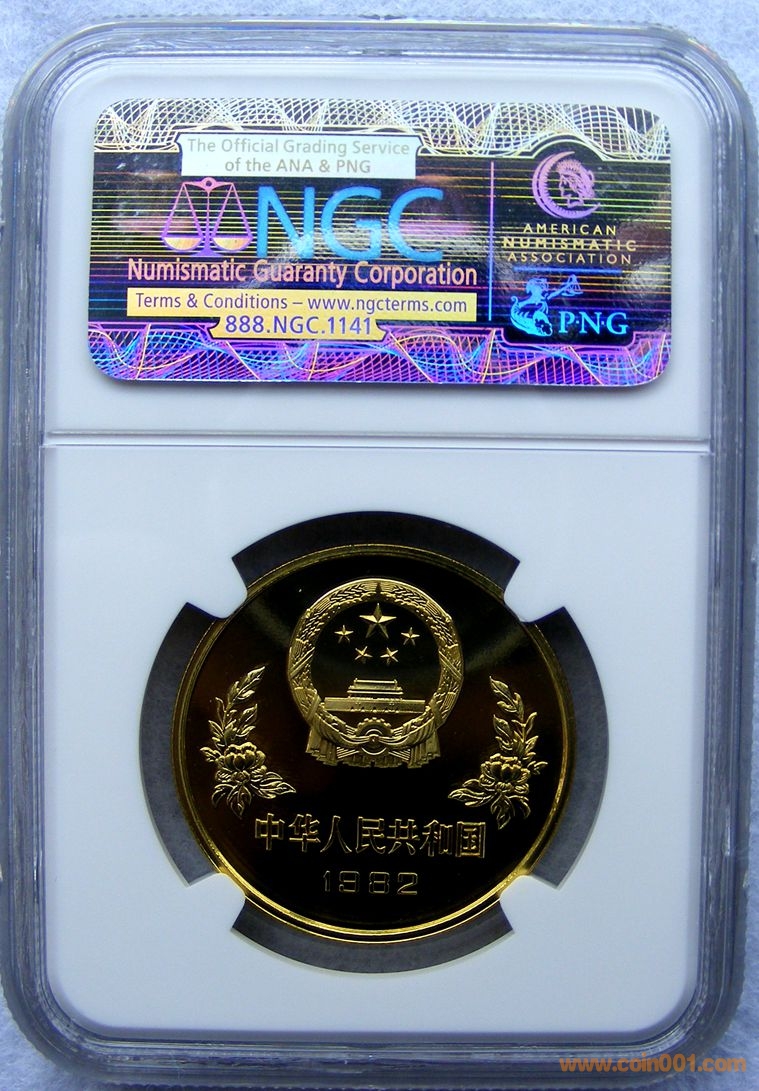 The Official Grading Service
of the ANA & PNG
NGC
Numismatic Guaranty Corporation
Terms & Conditions – www.ngcterms.com
888.NGC.1141
AMERICAN
NUMISMATIC
ASSOCIATION
PNG
中华人民共和国
1982
www.coin001.com